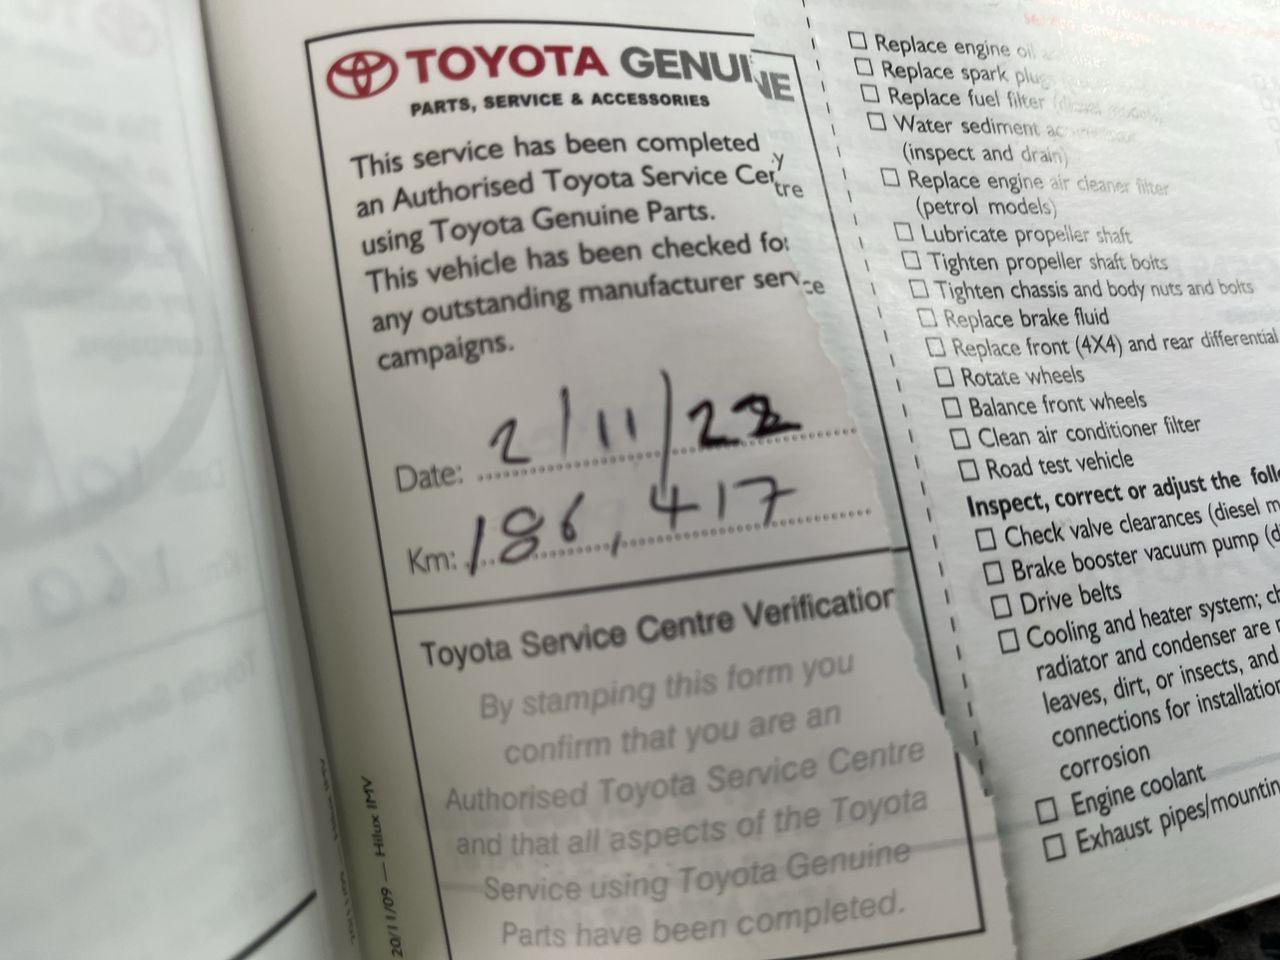 TOYOTA GENUINE
PARTS, SERVICE & ACCESSORIES
This service has been completed y
an Authorised Toyota Service Centre
using Toyota Genuine Parts.
This vehicle has been checked for
any outstanding manufacturer service
campaigns.
Date: 2/11/22
Km: 186,417
Toyota Service Centre Verification
By stamping this form you
confirm that you are an
Authorised Toyota Service Centre
and that all aspects of the Toyota
Service using Toyota Genuine
Parts have been completed.
20/11/09 — Hilux IMV
Replace engine oil
Replace spark plugs
Replace fuel filter (diesel models)
Water sediment
(inspect and drain)
Replace engine air cleaner filter
(petrol models)
Lubricate propeller shaft
Tighten propeller shaft bolts
Tighten chassis and body nuts and bolts
Replace brake fluid
Replace front (4X4) and rear differential
Rotate wheels
Balance front wheels
Clean air conditioner filter
Road test vehicle
Inspect, correct or adjust the foll
Check valve clearances (diesel m
Brake booster vacuum pump (d
Drive belts
Cooling and heater system; ch
radiator and condenser are n
leaves, dirt, or insects, and
connections for installation
corrosion
Engine coolant
Exhaust pipes/mountin